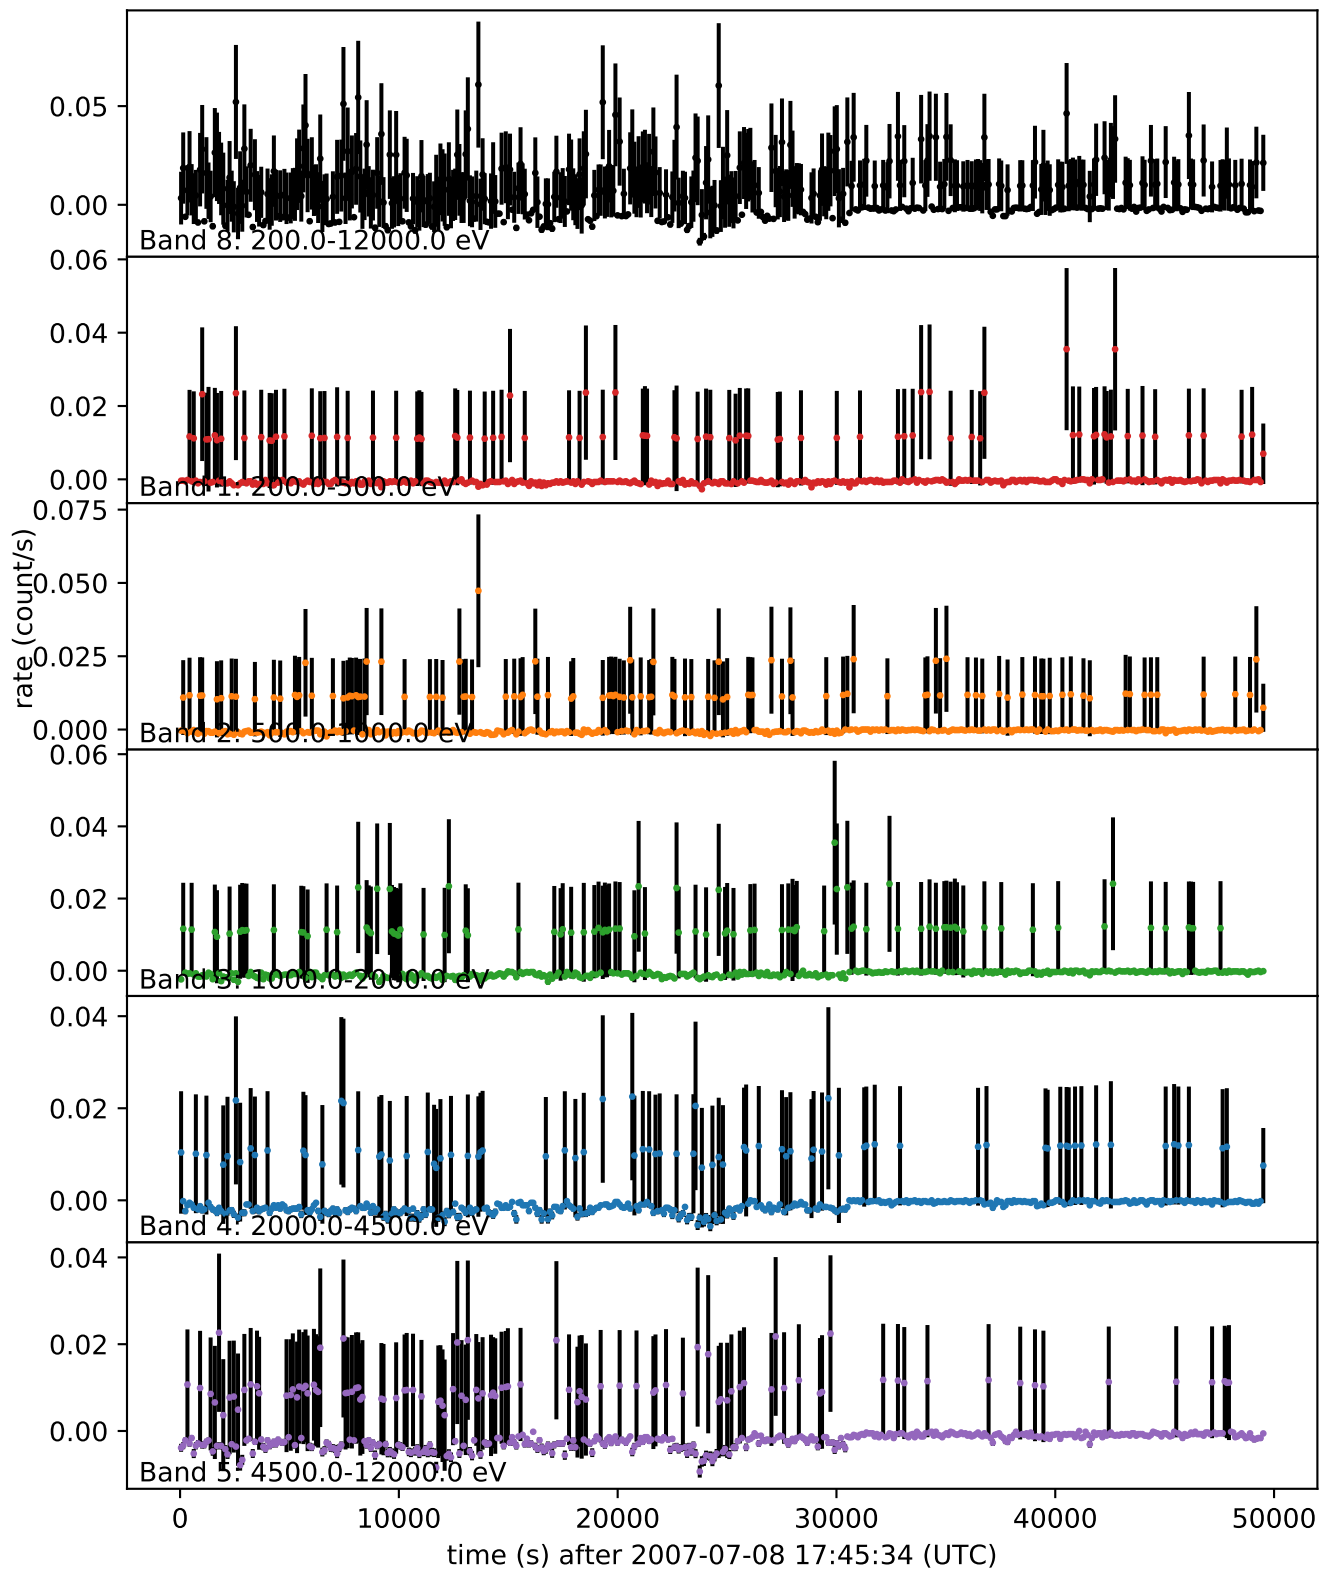 0.05
0.00
Band 8: 200.0-12000.0 eV
0.06
0.04
0.02
0.00
Band 1: 200.0-500.0 eV
0.075
0.050
0.025
0.000
Band 2: 500.0-1000.0 eV
rate (count/s)
0.06
0.04
0.02
0.00
Band 3: 1000.0-2000.0 eV
0.04
0.02
0.00
Band 4: 2000.0-4500.0 eV
0.04
0.02
0.00
Band 5: 4500.0-12000.0 eV
0 10000 20000 30000 40000 50000
time (s) after 2007-07-08 17:45:34 (UTC)